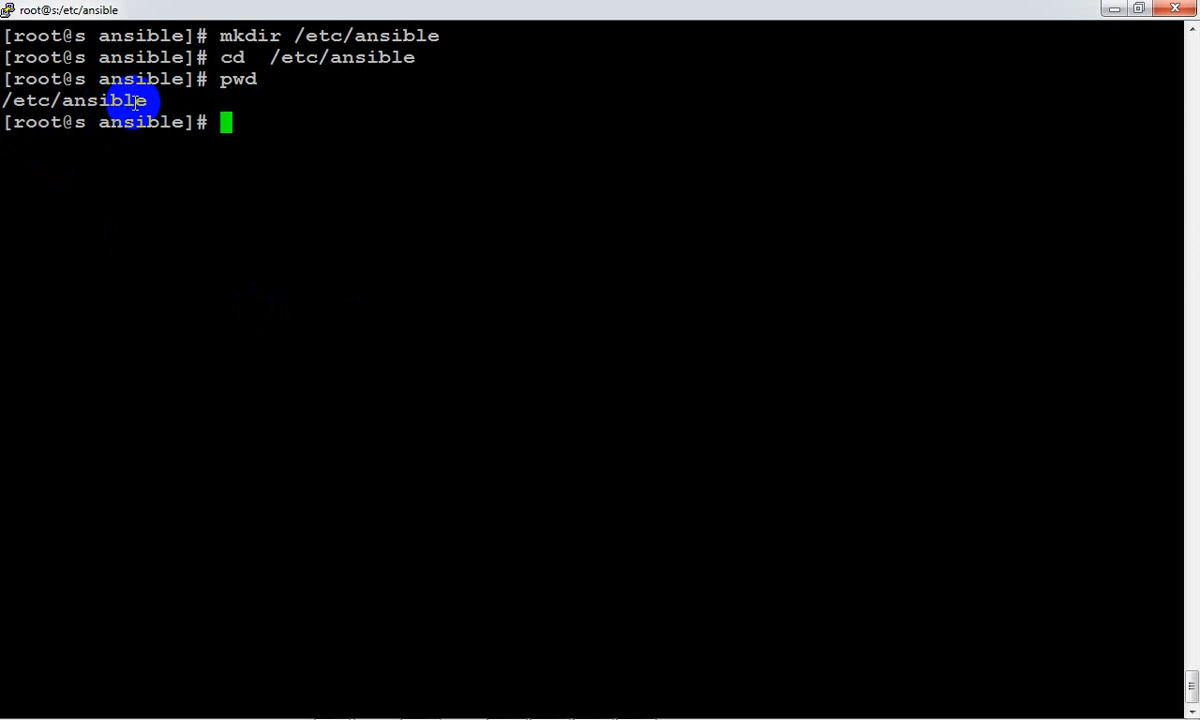 root@s:/etc/ansible
[root@s ansible]# mkdir /etc/ansible
[root@s ansible]# cd  /etc/ansible
[root@s ansible]# pwd
/etc/ansible
[root@s ansible]#